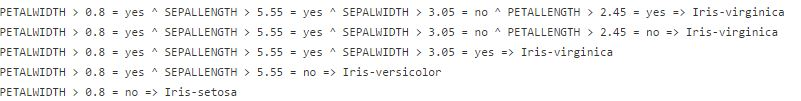 PETALWIDTH > 0.8 = yes ^ SEPALLENGTH > 5.55 = yes ^ SEPALWIDTH > 3.05 = no ^ PETALLENGTH > 2.45 = yes => Iris-virginica
PETALWIDTH > 0.8 = yes ^ SEPALLENGTH > 5.55 = yes ^ SEPALWIDTH > 3.05 = no ^ PETALLENGTH > 2.45 = no => Iris-virginica
PETALWIDTH > 0.8 = yes ^ SEPALLENGTH > 5.55 = yes ^ SEPALWIDTH > 3.05 = yes => Iris-virginica
PETALWIDTH > 0.8 = yes ^ SEPALLENGTH > 5.55 = no => Iris-versicolor
PETALWIDTH > 0.8 = no => Iris-setosa